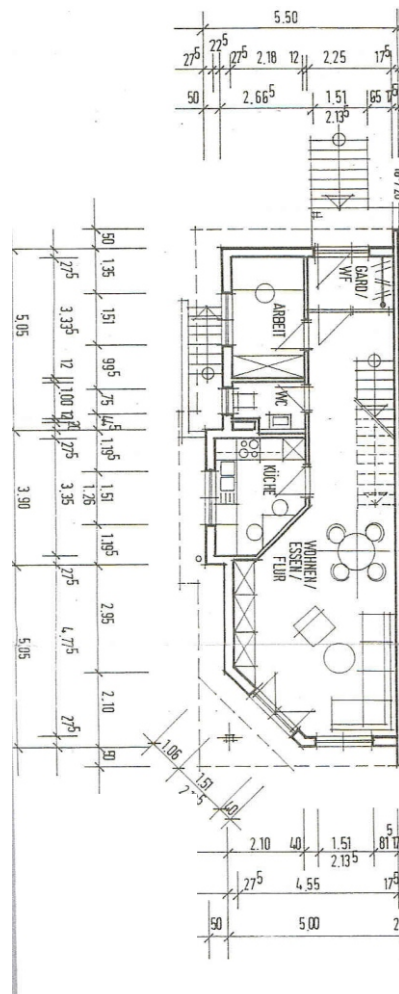 5.50
27⁵ 22⁵ 27⁵ 2.18 12 2.25 17⁵
50 2.66⁵ 1.51 65
2.13⁵
GARD/
WF
ARBEIT
WC
KÜCHE
WOHNEN/
ESSEN/
FLUR
50 1.35 1.51 99⁵ 75 44⁵ 1.19⁵ 1.51 1.19⁵ 2.95 2.10 50
1.26
27⁵ 3.33⁵ 12 1.00 12 27⁵ 3.35 27⁵ 4.77⁵ 27⁵
5.05 3.90 5.05
1.06 1.51 40
2.10 40 1.51 81
2.13⁵
27⁵ 4.55 17⁵
50 5.00 2